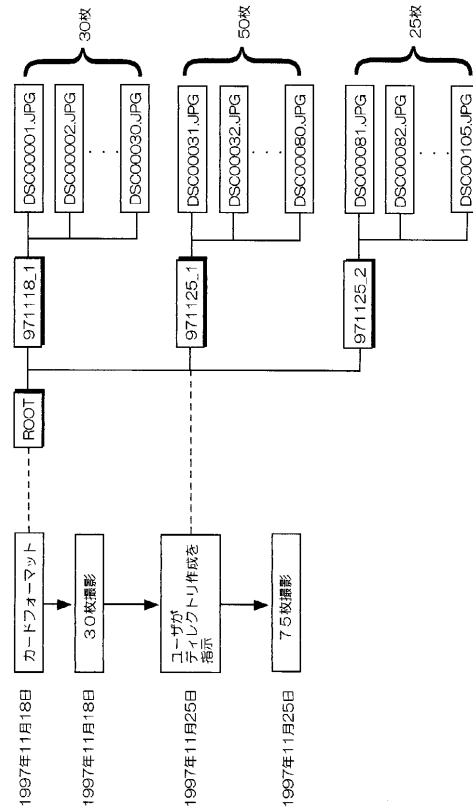 1997年11月18日
カードフォーマット
ROOT
971118_1
DSC00001.JPG
DSC00002.JPG
DSC00030.JPG
30枚
1997年11月18日
30枚撮影
1997年11月25日
ユーザが
ディレクトリ作成を
指示
971125_1
DSC00031.JPG
DSC00032.JPG
DSC00080.JPG
50枚
1997年11月25日
75枚撮影
971125_2
DSC00081.JPG
DSC00082.JPG
DSC00105.JPG
25枚